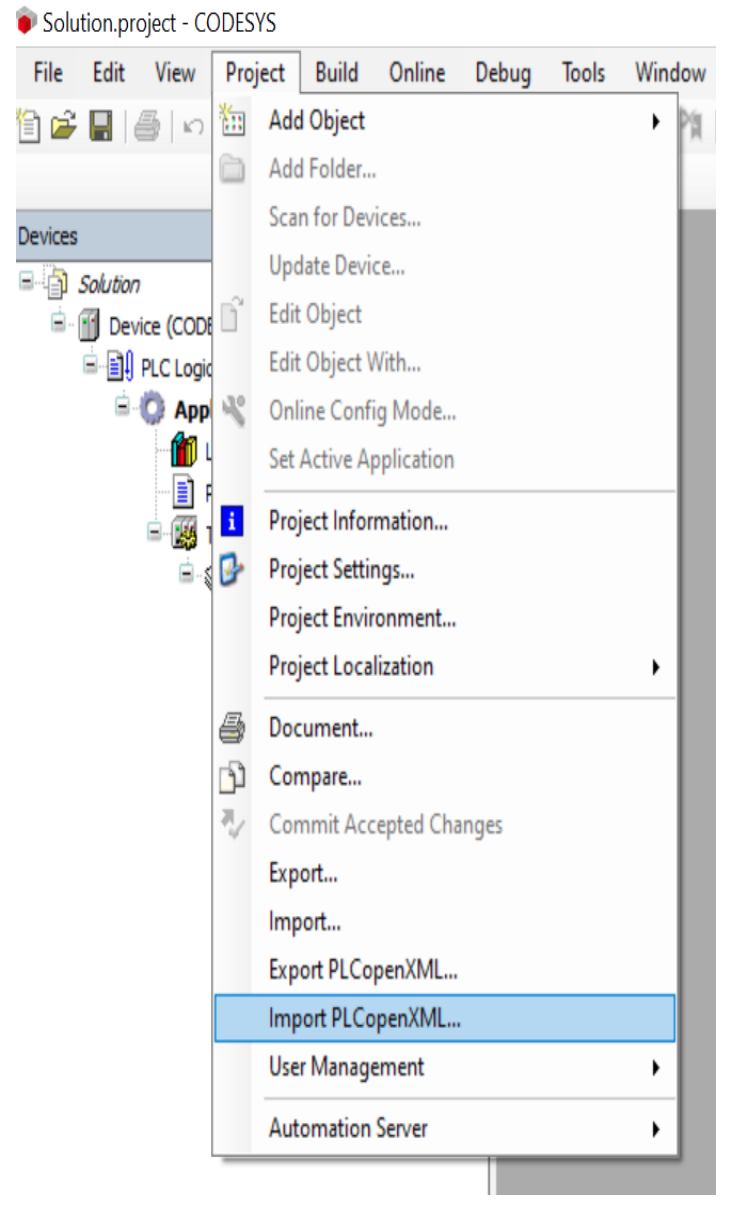 Solution.project - CODESYS
File Edit View Project Build Online Debug Tools Window
Add Object
Add Folder...
Scan for Devices...
Update Device...
Edit Object
Edit Object With...
Online Config Mode...
Set Active Application
Project Information...
Project Settings...
Project Environment...
Project Localization
Document...
Compare...
Commit Accepted Changes
Export...
Import...
Export PLCopenXML...
Import PLCopenXML...
User Management
Automation Server
Devices
Solution
Device (CODE
PLC Logic
Appl